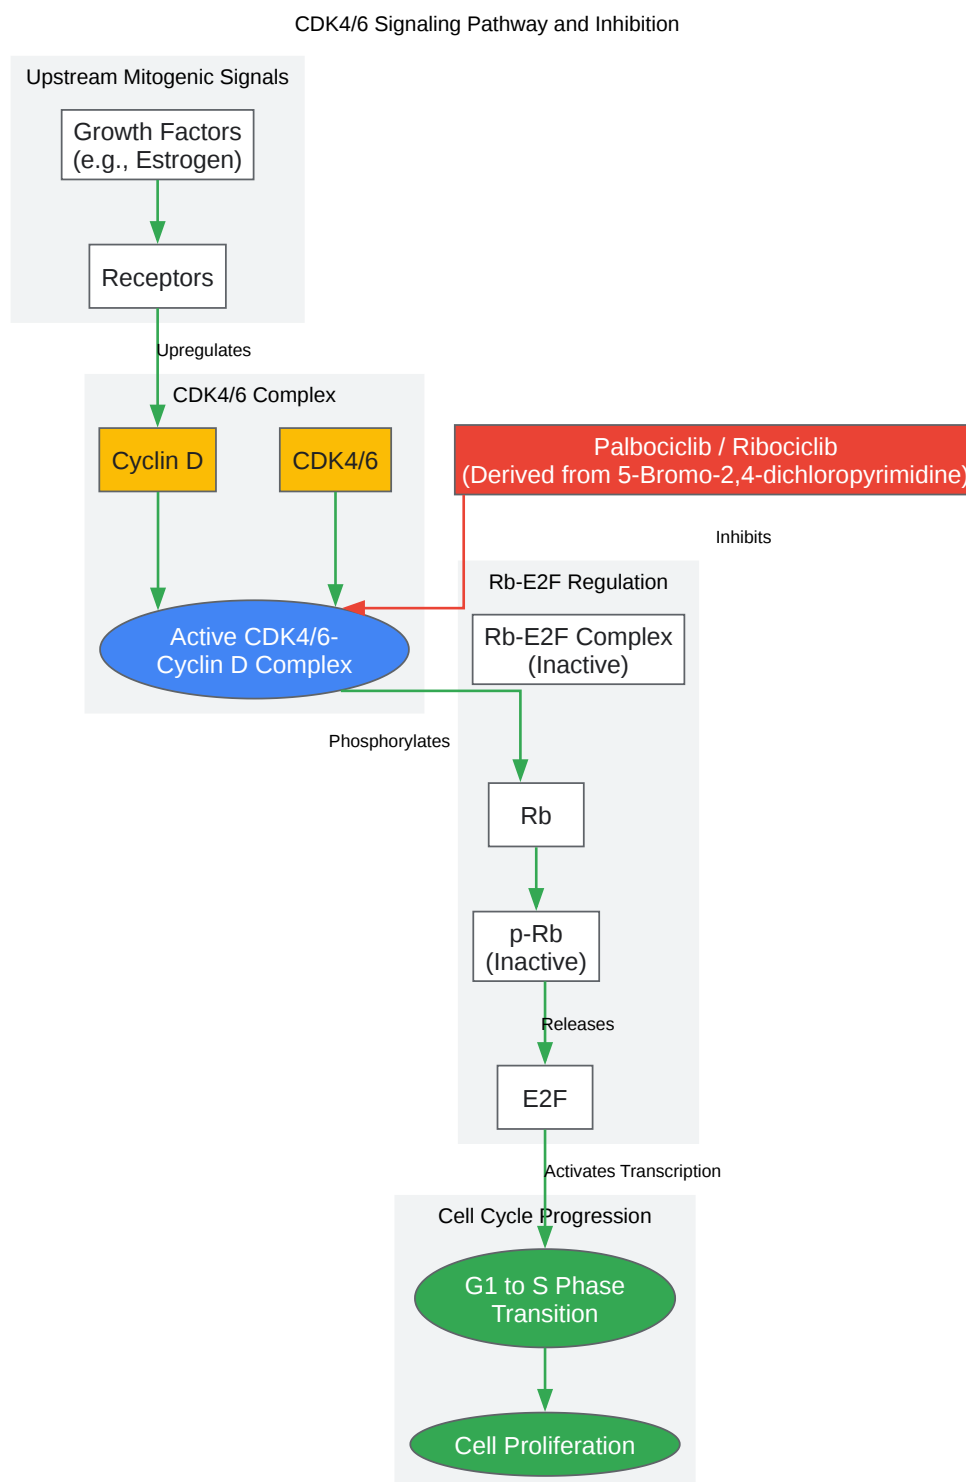 CDK4/6 Signaling Pathway and Inhibition
Upstream Mitogenic Signals
Growth Factors
(e.g., Estrogen)
Receptors
Upregulates
CDK4/6 Complex
Cyclin D
CDK4/6
Palbociclib / Ribociclib
(Derived from 5-Bromo-2,4-dichloropyrimidine)
Inhibits
Rb-E2F Regulation
Rb-E2F Complex
(Inactive)
Active CDK4/6-
Cyclin D Complex
Phosphorylates
Rb
p-Rb
(Inactive)
Releases
E2F
Activates Transcription
Cell Cycle Progression
G1 to S Phase
Transition
Cell Proliferation